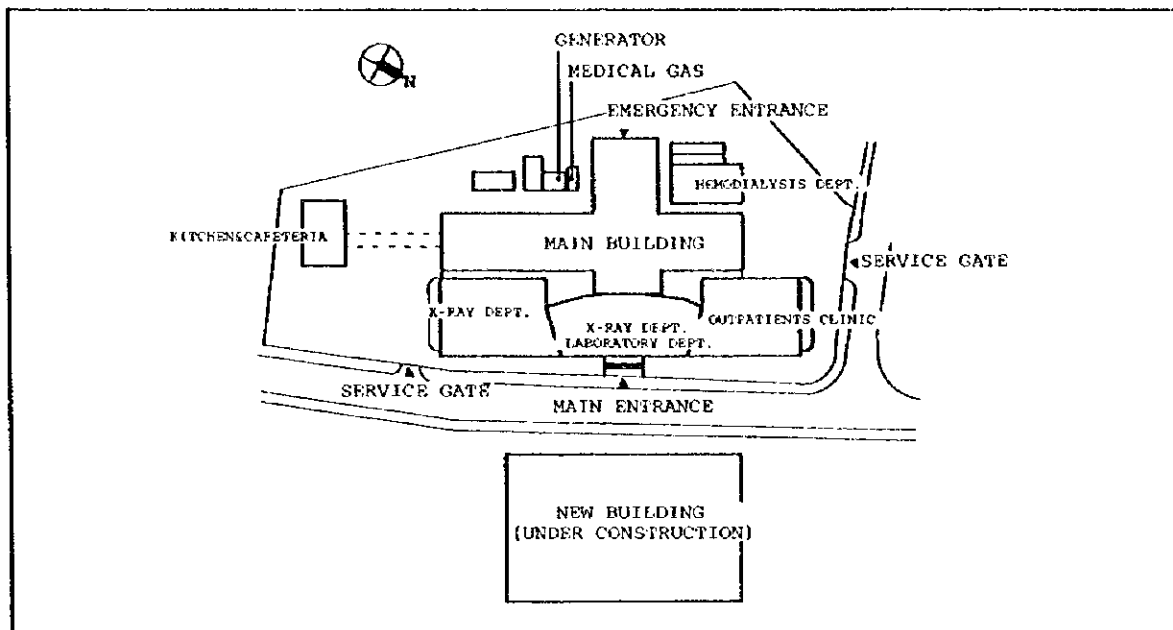 GENERATOR
N
MEDICAL GAS
EMERGENCY ENTRANCE
HEMODIALYSIS DEPT.
KITCHEN&CAFETERIA
MAIN BUILDING
SERVICE GATE
X-RAY DEPT.
OUTPATIENTS CLINIC
X-RAY DEPT.
LABORATORY DEPT.
SERVICE GATE
MAIN ENTRANCE
NEW BUILDING
(UNDER CONSTRUCTION)